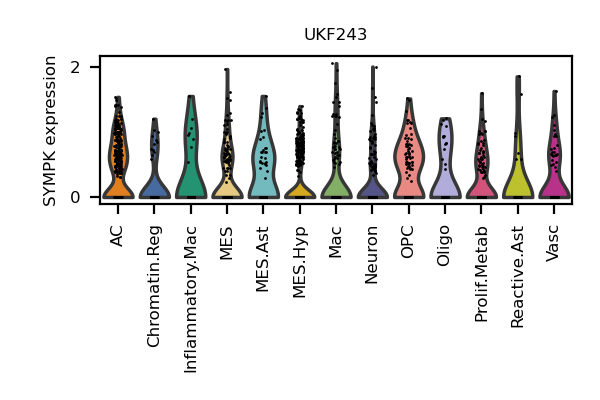 UKF243
SYMPK expression
2
0
AC
Chromatin.Reg
Inflammatory.Mac
MES
MES.Ast
MES.Hyp
Mac
Neuron
OPC
Oligo
Prolif.Metab
Reactive.Ast
Vasc